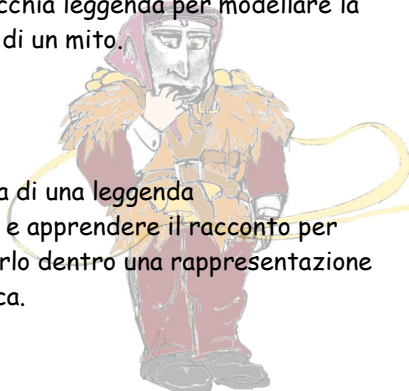 cchia leggenda per modellare la
di un mito.
a di una leggenda
e apprendere il racconto per
rlo dentro una rappresentazione
ca.